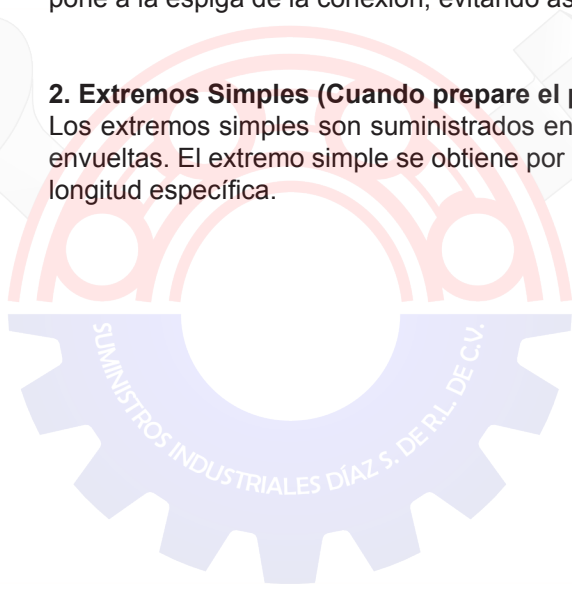 pone a la espiga de la conexión, evitando as
2. Extremos Simples (Cuando prepare el
Los extremos simples son suministrados en
envueltas. El extremo simple se obtiene por
longitud específica.
SUMINISTROS INDUSTRIALES DÍAZ S. DE R.L. DE C.V.